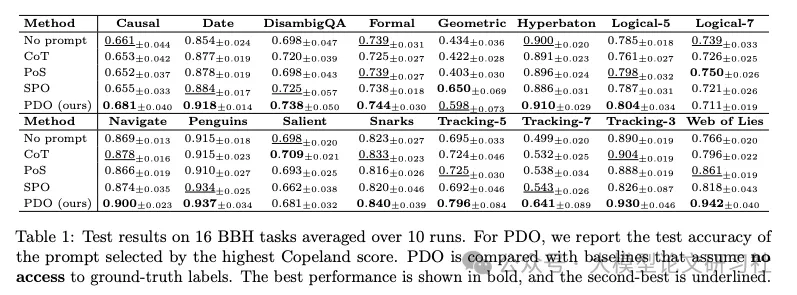 Method Causal Date DisambigQA Formal Geometric Hyperbaton Logical-5 Logical-7
No prompt 0.661±0.044 0.854±0.024 0.698±0.047 0.739±0.031 0.434±0.036 0.900±0.020 0.785±0.018 0.739±0.033
CoT 0.653±0.042 0.877±0.019 0.720±0.039 0.725±0.027 0.422±0.028 0.891±0.023 0.761±0.027 0.726±0.025
PoS 0.652±0.037 0.878±0.019 0.698±0.043 0.739±0.027 0.403±0.030 0.896±0.024 0.798±0.032 0.750±0.026
SPO 0.655±0.033 0.884±0.017 0.725±0.057 0.738±0.018 0.650±0.069 0.886±0.031 0.787±0.031 0.721±0.026
PDO (ours) 0.681±0.040 0.918±0.014 0.738±0.050 0.744±0.030 0.598±0.073 0.910±0.029 0.804±0.034 0.711±0.019
Method Navigate Penguins Salient Snarks Tracking-5 Tracking-7 Tracking-3 Web of Lies
No prompt 0.869±0.013 0.915±0.018 0.698±0.020 0.823±0.027 0.695±0.033 0.499±0.020 0.890±0.019 0.766±0.020
CoT 0.878±0.016 0.915±0.023 0.709±0.021 0.833±0.023 0.724±0.046 0.532±0.025 0.904±0.019 0.796±0.022
PoS 0.866±0.019 0.910±0.027 0.693±0.025 0.816±0.026 0.725±0.030 0.538±0.034 0.888±0.019 0.861±0.019
SPO 0.874±0.035 0.934±0.025 0.662±0.038 0.820±0.046 0.692±0.046 0.543±0.026 0.826±0.087 0.818±0.043
PDO (ours) 0.900±0.023 0.937±0.034 0.681±0.032 0.840±0.039 0.796±0.084 0.641±0.089 0.930±0.046 0.942±0.040
Table 1: Test results on 16 BBH tasks averaged over 10 runs. For PDO, we report the test accuracy of
the prompt selected by the highest Copeland score. PDO is compared with baselines that assume no
access to ground-truth labels. The best performance is shown in bold, and the second-best is underlined.
公众号 · 大模型论文研习社